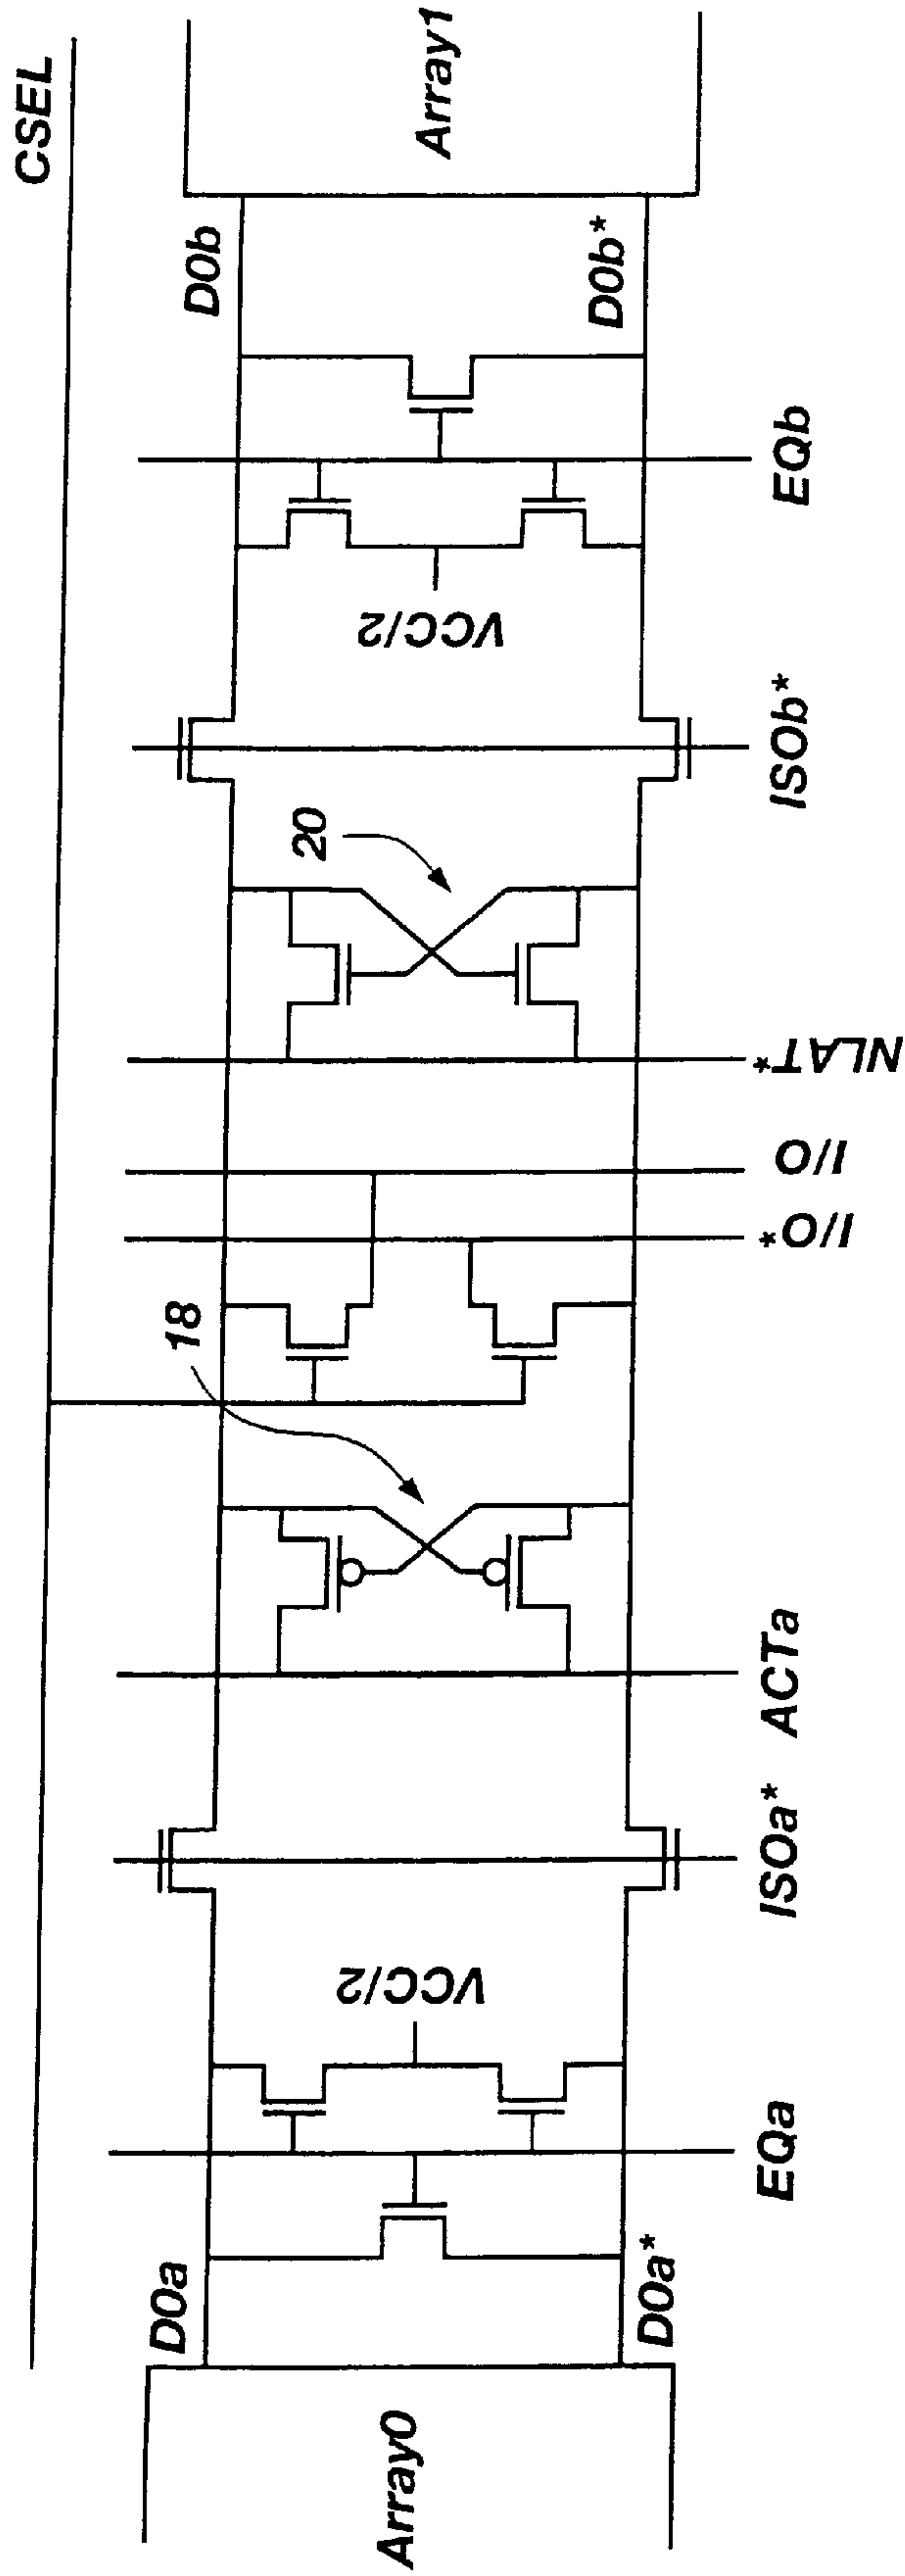 CSEL
D0a
D0b
18
20
Array0
VCC/2
VCC/2
Array1
D0a*
D0b*
EQa
ISOa*
ACTa
I/O*
I/O
NLAT*
ISOb*
EQb